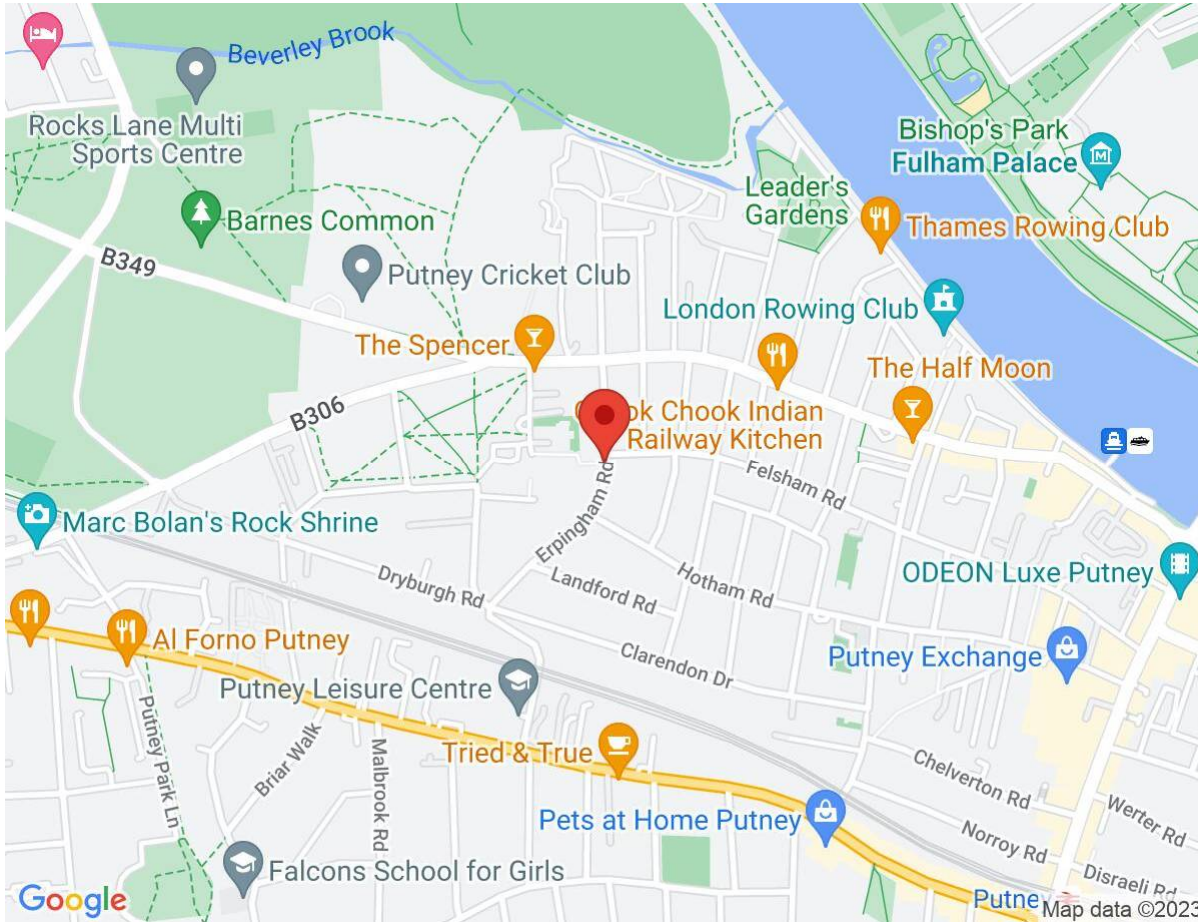 Beverley Brook
Rocks Lane Multi
Sports Centre
Bishop's Park
Fulham Palace
Leader's
Gardens
Barnes Common
Thames Rowing Club
B349
Putney Cricket Club
London Rowing Club
The Spencer
The Half Moon
B306
Chook Indian
Railway Kitchen
Felsham Rd
Erpingham Rd
Marc Bolan's Rock Shrine
Dryburgh Rd
Landford Rd
Hotham Rd
ODEON Luxe Putney
Al Forno Putney
Clarendon Dr
Putney Exchange
Putney Leisure Centre
Putney Park Ln
Briar Walk
Malbrook Rd
Tried & True
Chelverton Rd
Werter Rd
Pets at Home Putney
Norroy Rd
Falcons School for Girls
Disraeli Rd
Google
Map data ©2023